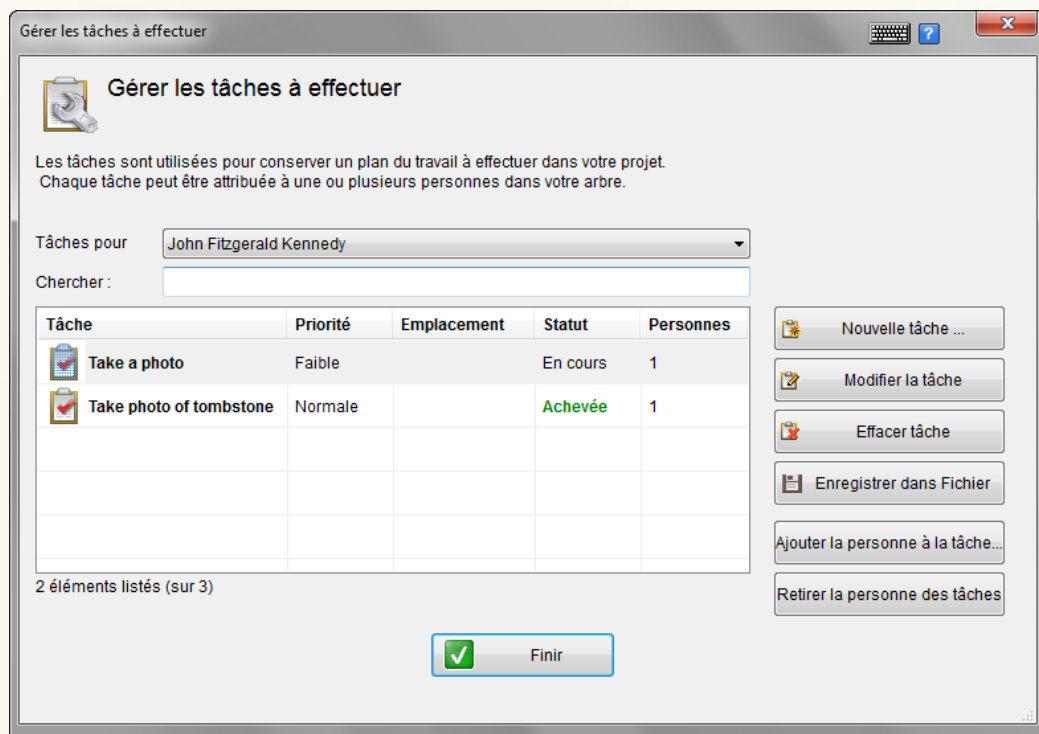 Gérer les tâches à effectuer
?
x
Gérer les tâches à effectuer
Les tâches sont utilisées pour conserver un plan du travail à effectuer dans votre projet.
Chaque tâche peut être attribuée à une ou plusieurs personnes dans votre arbre.
Tâches pour John Fitzgerald Kennedy
Chercher :
Tâche Priorité Emplacement Statut Personnes
Take a photo Faible En cours 1
Take photo of tombstone Normale Achevée 1
2 éléments listés (sur 3)
Nouvelle tâche ...
Modifier la tâche
Effacer tâche
Enregistrer dans Fichier
Ajouter la personne à la tâche...
Retirer la personne des tâches
Finir